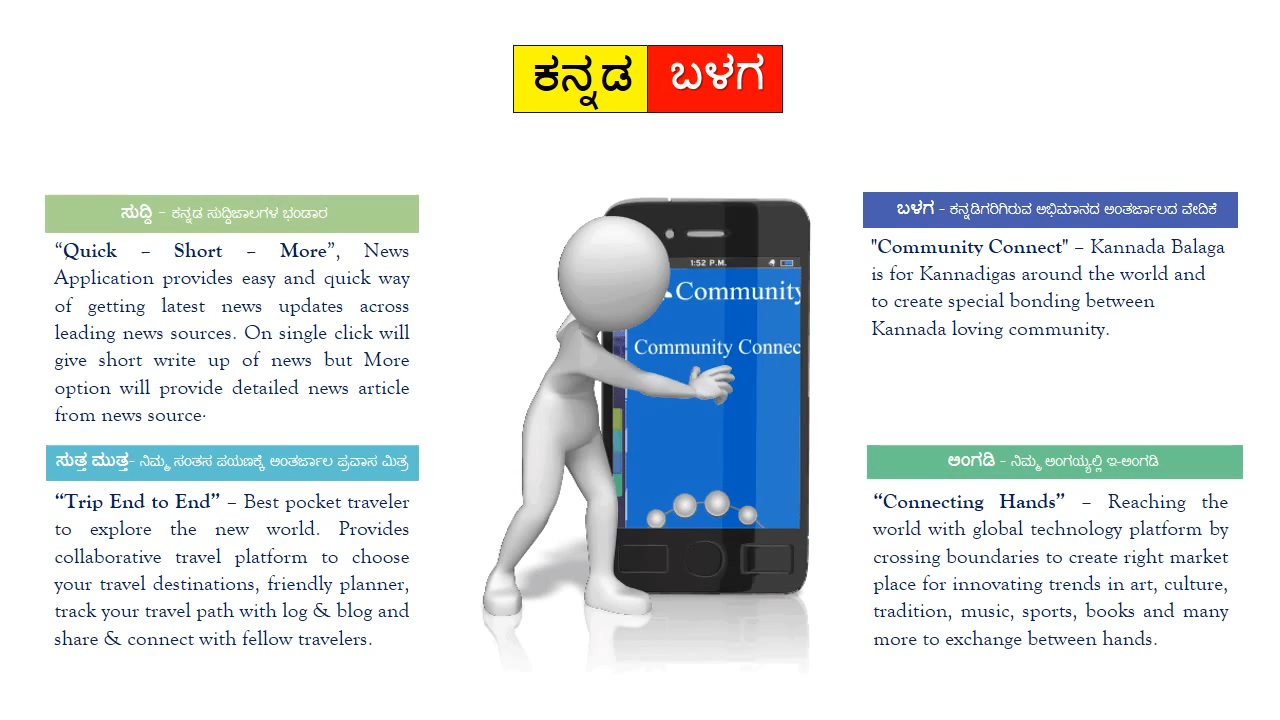 ಕನ್ನಡ ಬಳಗ
ಸುದ್ದಿ - ಕನ್ನಡ ಸುದ್ದಿಜಾಲಗಳ ಭಂಡಾರ
“Quick – Short – More”, News
Application provides easy and quick way
of getting latest news updates across
leading news sources. On single click will
give short write up of news but More
option will provide detailed news article
from news source.
ಸುತ್ತ ಮುತ್ತ- ನಿಮ್ಮ ಸಂತಸ ಪಯಣಕ್ಕೆ ಅಂತರ್ಜಾಲ ಪ್ರವಾಸ ಮಿತ್ರ
“Trip End to End” – Best pocket traveler
to explore the new world. Provides
collaborative travel platform to choose
your travel destinations, friendly planner,
track your travel path with log & blog and
share & connect with fellow travelers.
1:52 P.M.
Community
Community Connec
ಬಳಗ - ಕನ್ನಡಿಗರಿಗಿರುವ ಅಭಿಮಾನದ ಅಂತರ್ಜಾಲದ ವೇದಿಕೆ
"Community Connect" – Kannada Balaga
is for Kannadigas around the world and
to create special bonding between
Kannada loving community.
ಅಂಗಡಿ - ನಿಮ್ಮ ಅಂಗಯ್ಯಲ್ಲಿ ಇ-ಅಂಗಡಿ
“Connecting Hands” – Reaching the
world with global technology platform by
crossing boundaries to create right market
place for innovating trends in art, culture,
tradition, music, sports, books and many
more to exchange between hands.